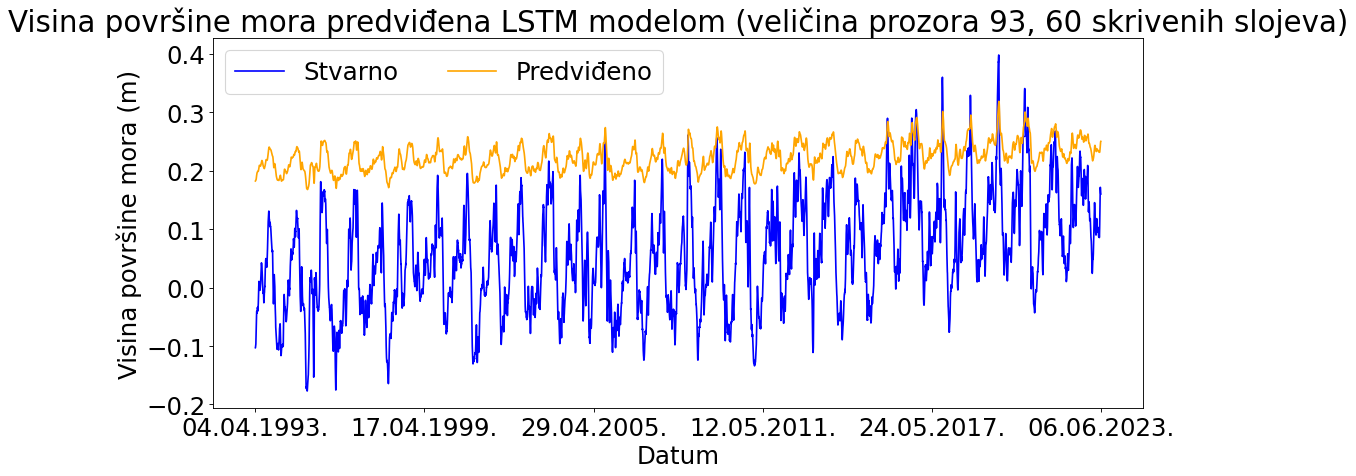 Visina površine mora predviđena LSTM modelom (veličina prozora 93, 60 skrivenih slojeva)
Stvarno
Predviđeno
Visina površine mora (m)
0.4
0.3
0.2
0.1
0.0
−0.1
−0.2
04.04.1993.
17.04.1999.
29.04.2005.
12.05.2011.
24.05.2017.
06.06.2023.
Datum